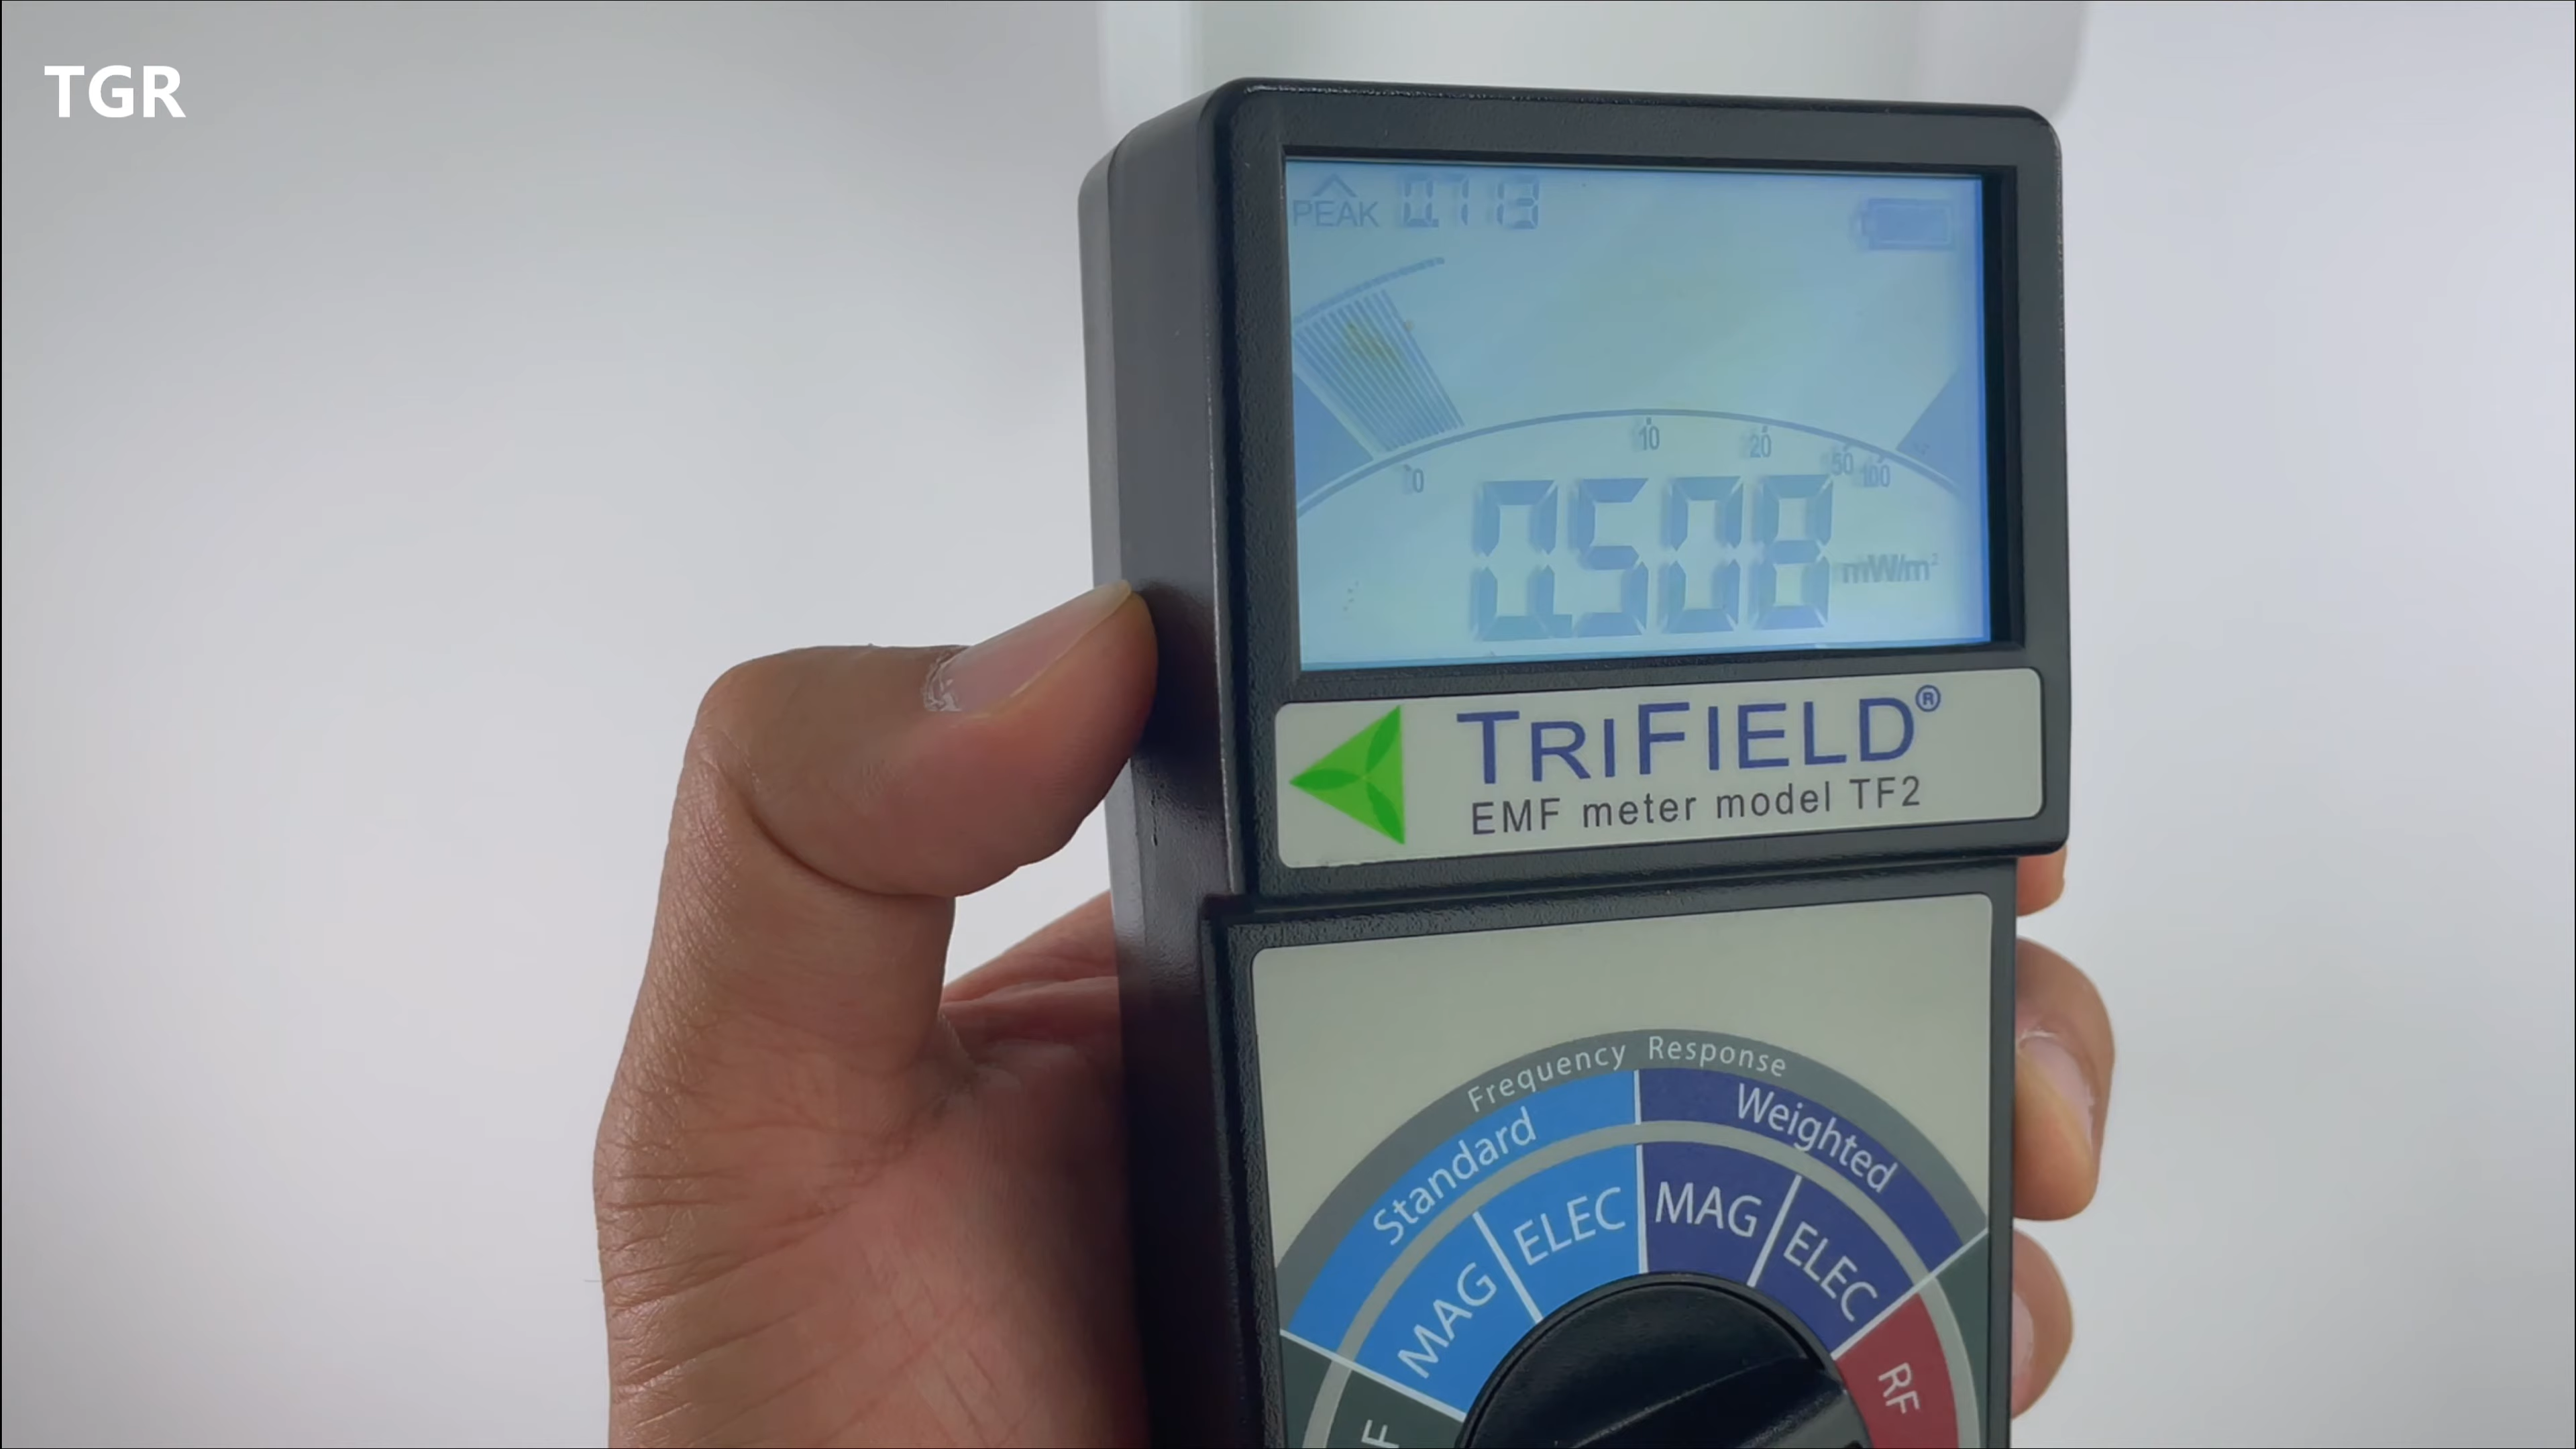 TGR
PEAK 0.713
0 10 20 50 100
0.508 mW/m²
TRIFIELD®
EMF meter model TF2
Frequency Response
Standard Weighted
MAG ELEC MAG ELEC
RF